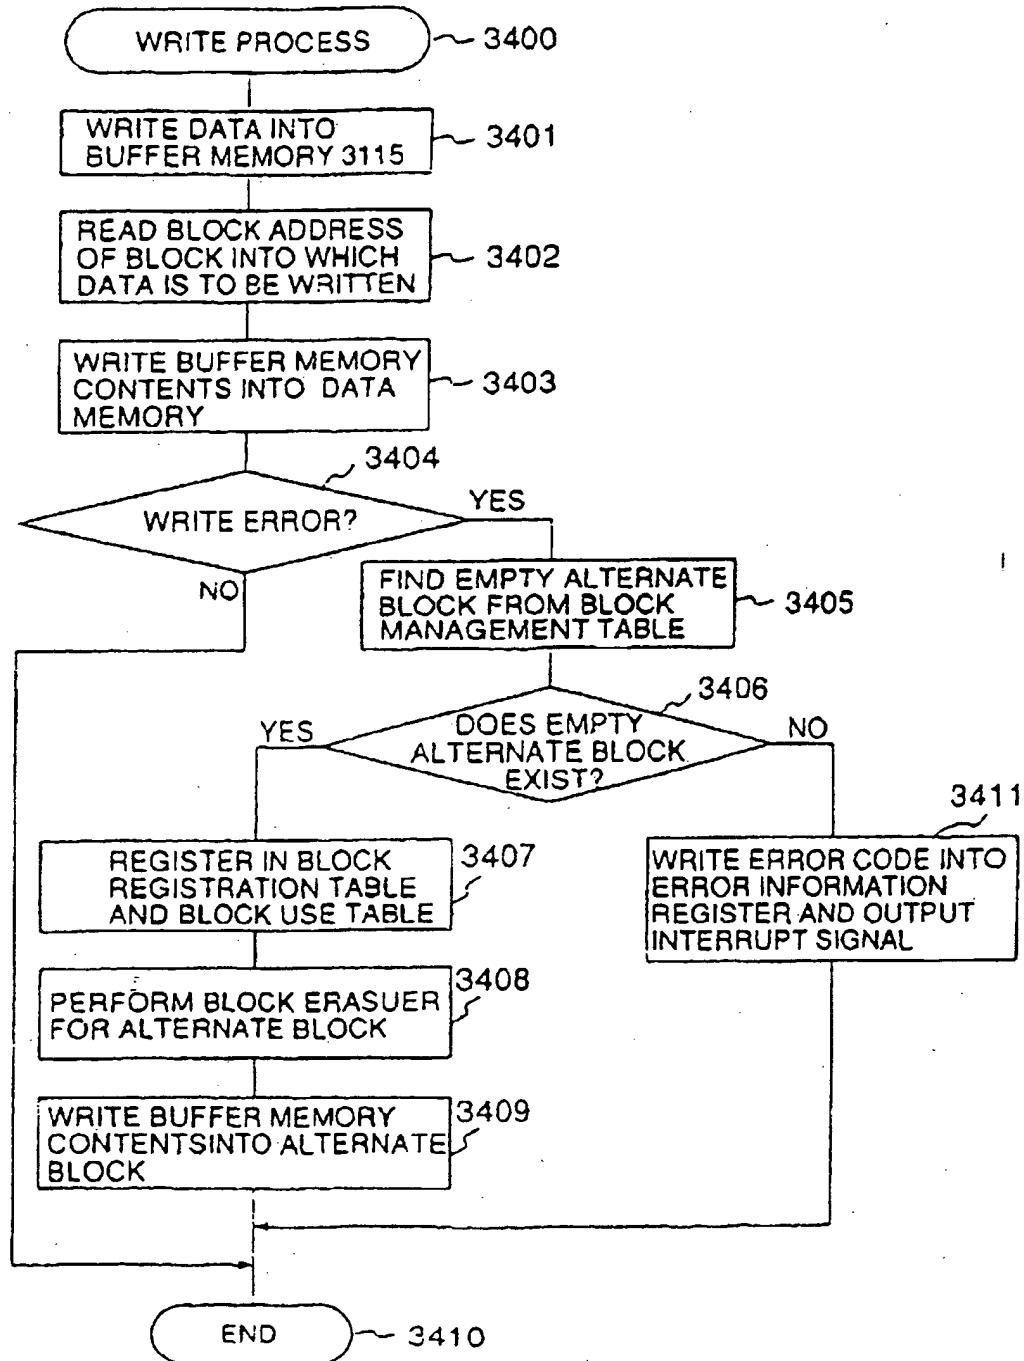 WRITE PROCESS
3400
WRITE DATA INTO
BUFFER MEMORY 3115
3401
READ BLOCK ADDRESS
OF BLOCK INTO WHICH
DATA IS TO BE WRITTEN
3402
WRITE BUFFER MEMORY
CONTENTS INTO DATA
MEMORY
3403
3404
WRITE ERROR?
YES
NO
FIND EMPTY ALTERNATE
BLOCK FROM BLOCK
MANAGEMENT TABLE
3405
3406
YES
DOES EMPTY
ALTERNATE BLOCK
EXIST?
NO
3411
REGISTER IN BLOCK
REGISTRATION TABLE
AND BLOCK USE TABLE
3407
WRITE ERROR CODE INTO
ERROR INFORMATION
REGISTER AND OUTPUT
INTERRUPT SIGNAL
PERFORM BLOCK ERASUER
FOR ALTERNATE BLOCK
3408
WRITE BUFFER MEMORY
CONTENTSINTO ALTERNATE
BLOCK
3409
END
3410